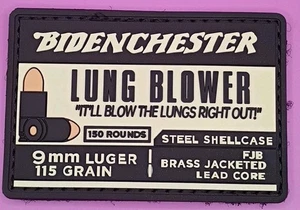 BIDENCHESTER
LUNG BLOWER
"IT'LL BLOW THE LUNGS RIGHT OUT!"
150 ROUNDS
STEEL SHELLCASE
9mm LUGER
115 GRAIN
FJB
BRASS JACKETED
LEAD CORE